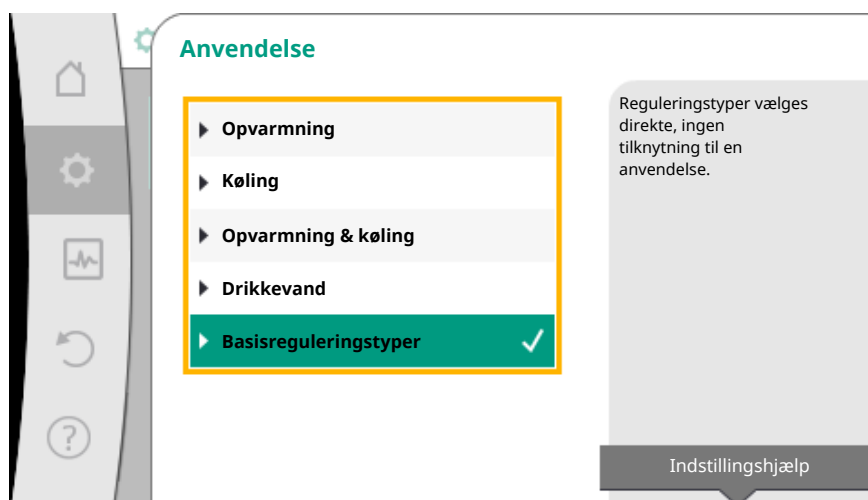 Anvendelse
Opvarmning
Køling
Opvarmning & køling
Drikkevand
Basisreguleringstyper
Reguleringstyper vælges
direkte, ingen
tilknytning til en
anvendelse.
Indstillingshjælp
?